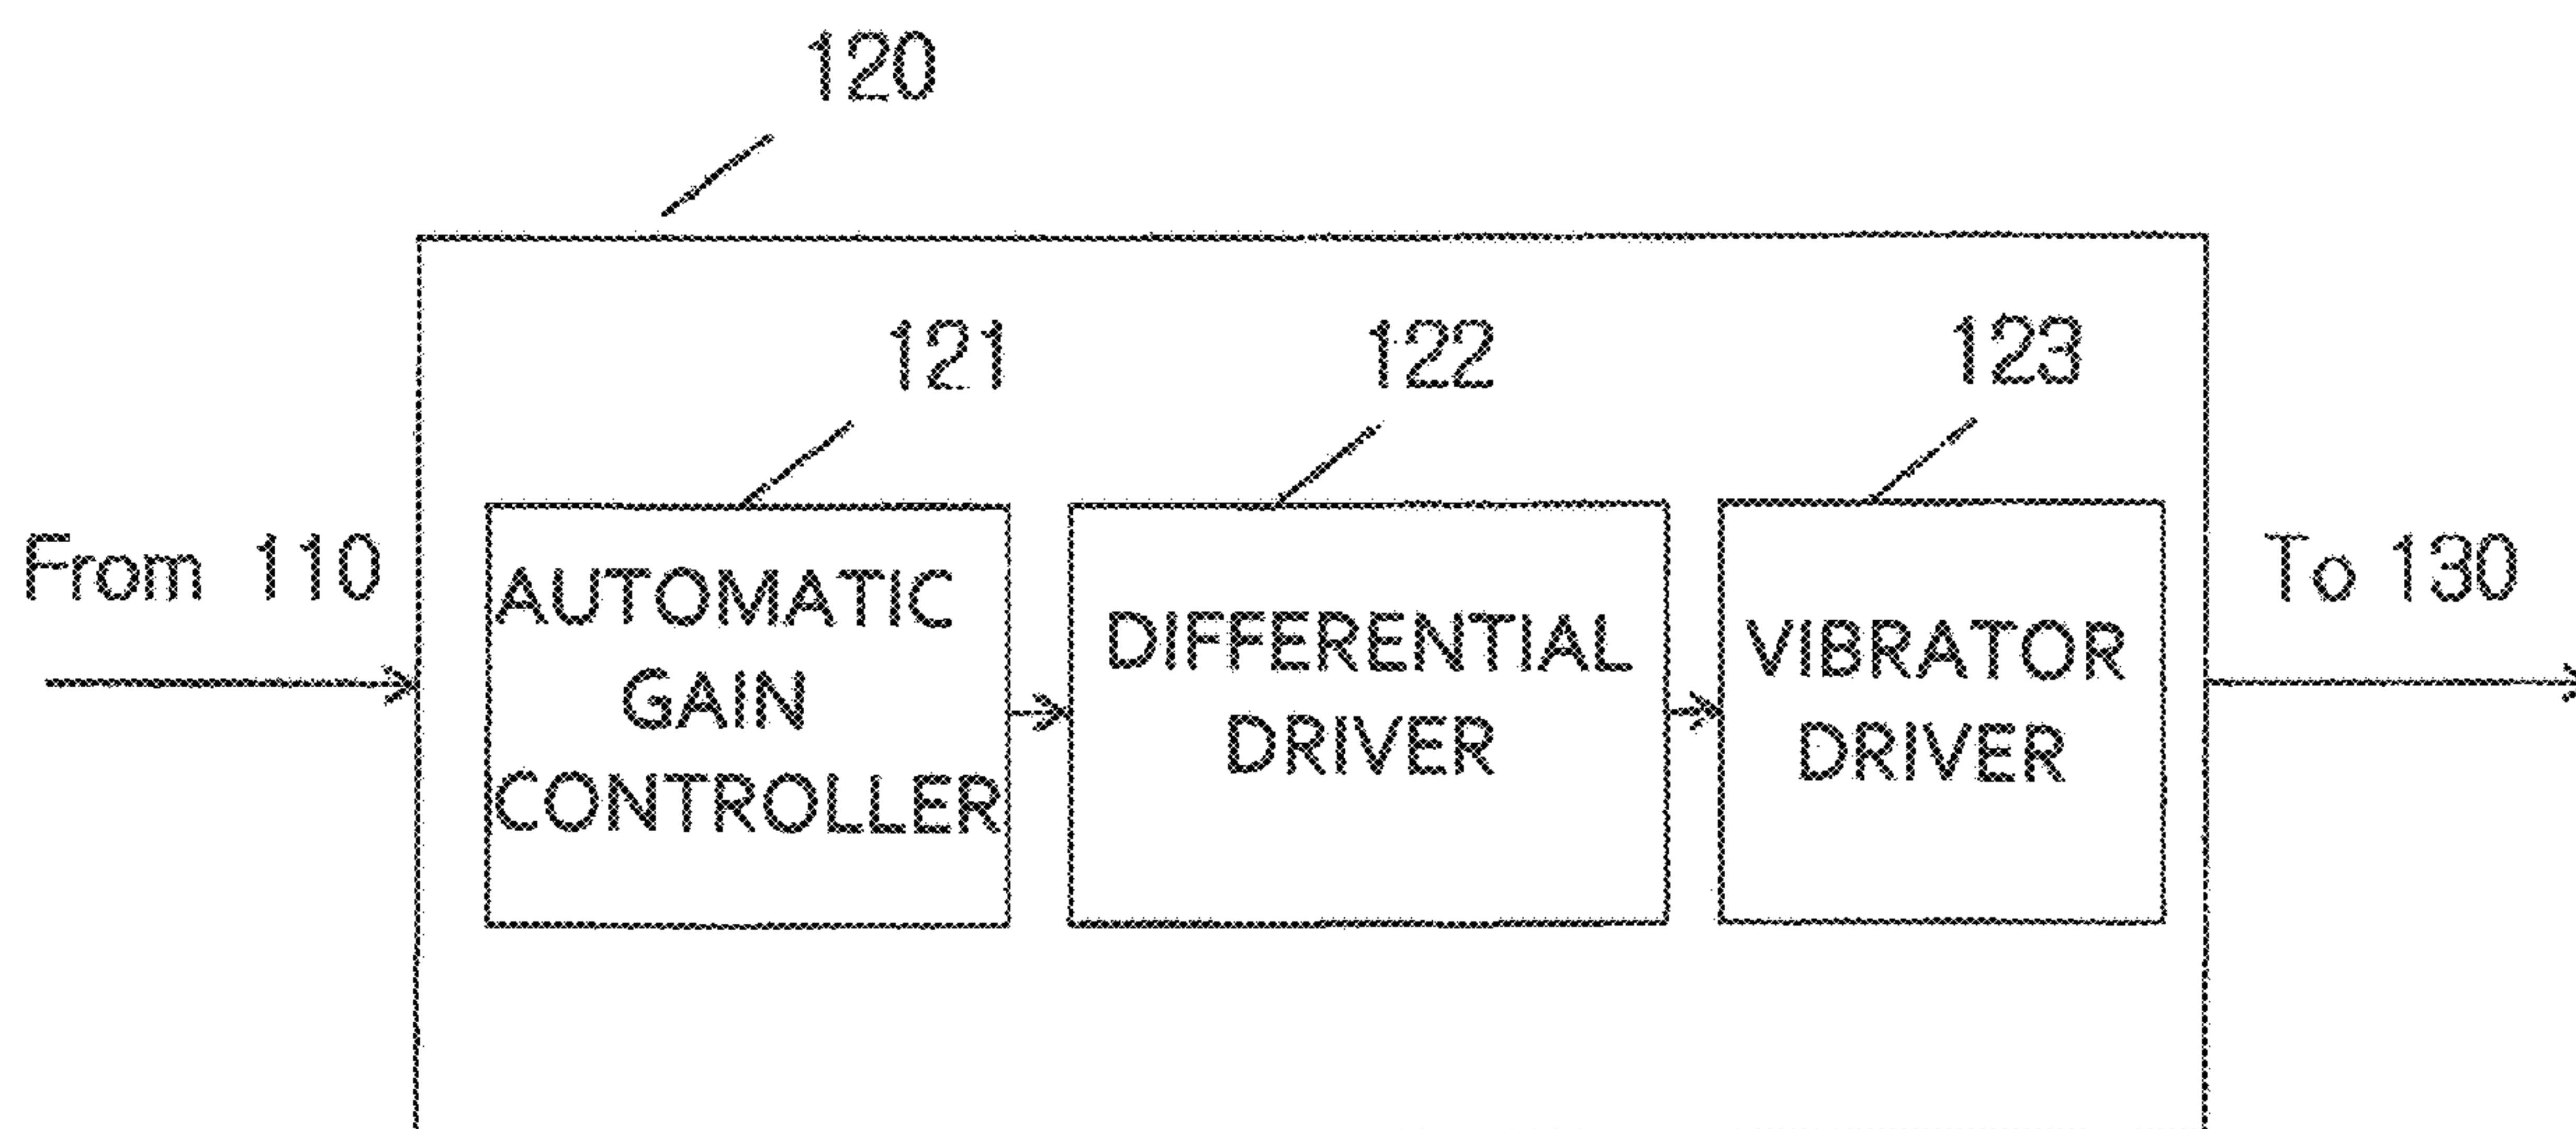 120
121
122
123
From 110
AUTOMATIC
GAIN
CONTROLLER
DIFFERENTIAL
DRIVER
VIBRATOR
DRIVER
To 130